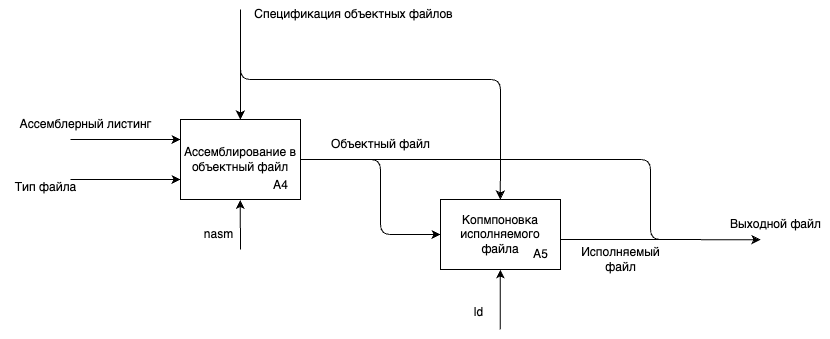 Спецификация объектных файлов
Ассемблерный листинг
Тип файла
Ассемблирование в
объектный файл
A4
nasm
Объектный файл
Копмпоновка
исполняемого
файла
A5
ld
Исполняемый
файл
Выходной файл